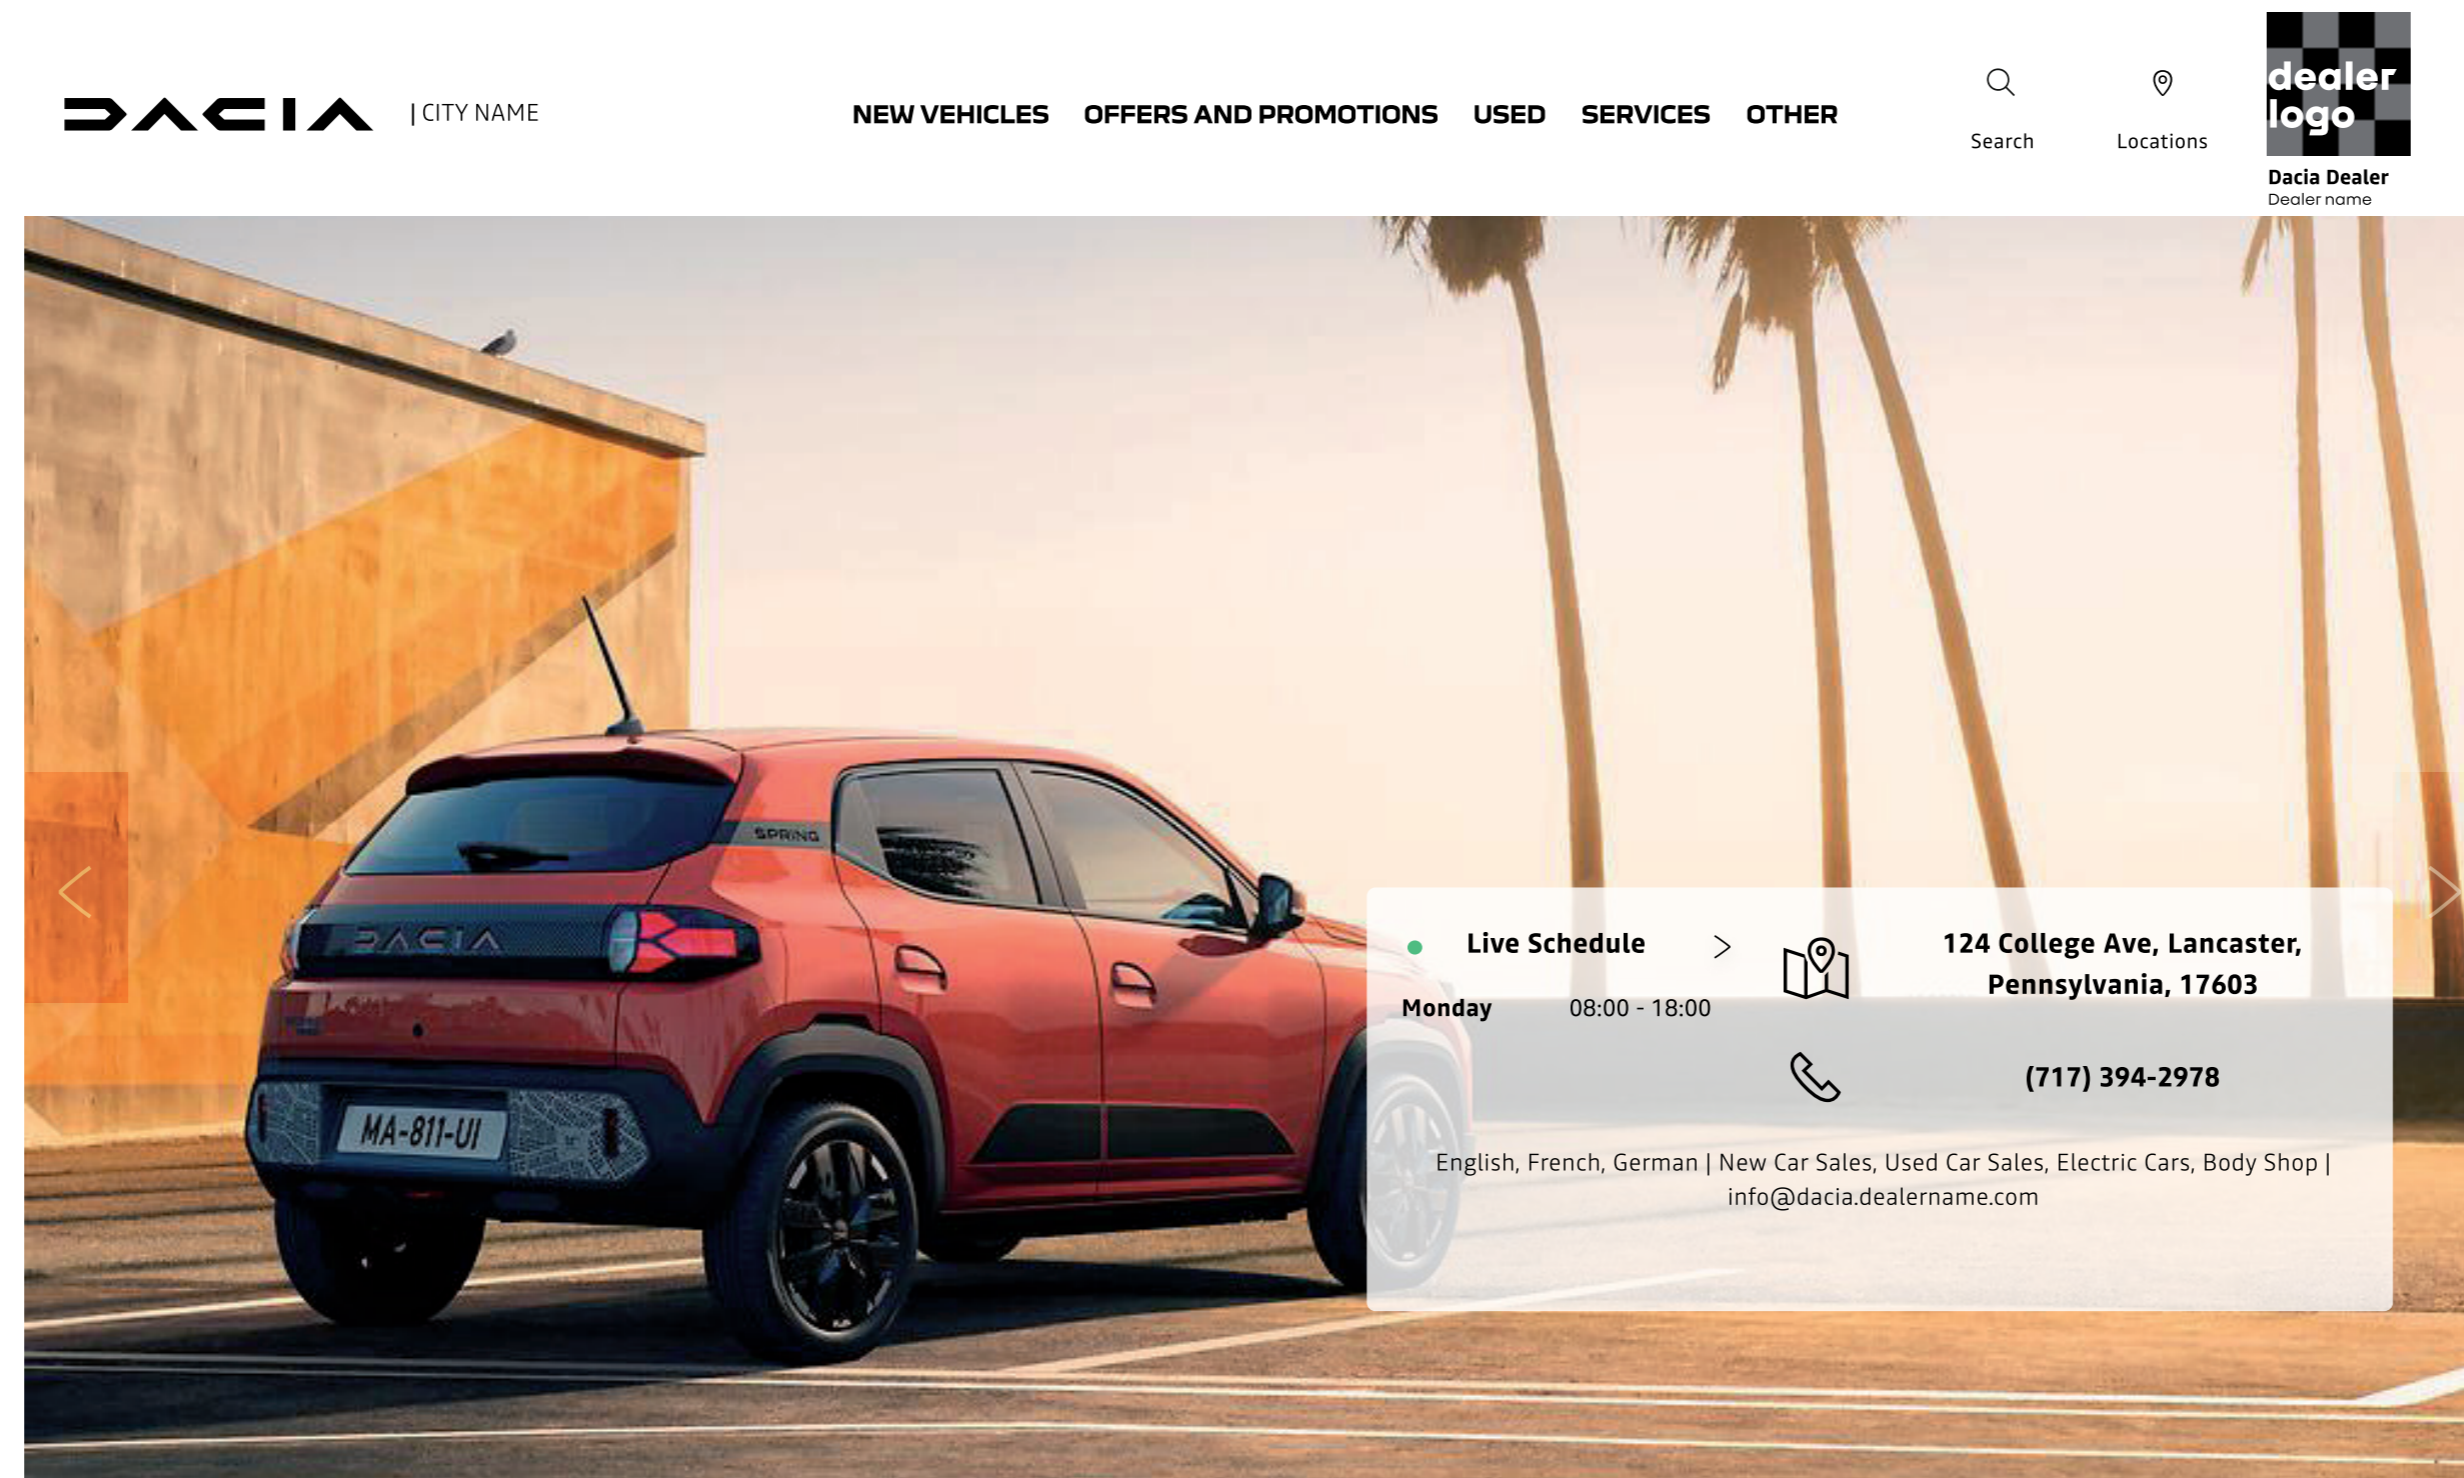 DACIA
| CITY NAME
NEW VEHICLES
OFFERS AND PROMOTIONS
USED
SERVICES
OTHER
Search
Locations
dealer
logo
Dacia Dealer
Dealer name
SPRING
DACIA
MA-811-UI
Live Schedule
Monday 08:00 - 18:00
124 College Ave, Lancaster,
Pennsylvania, 17603
(717) 394-2978
English, French, German | New Car Sales, Used Car Sales, Electric Cars, Body Shop |
info@dacia.dealername.com